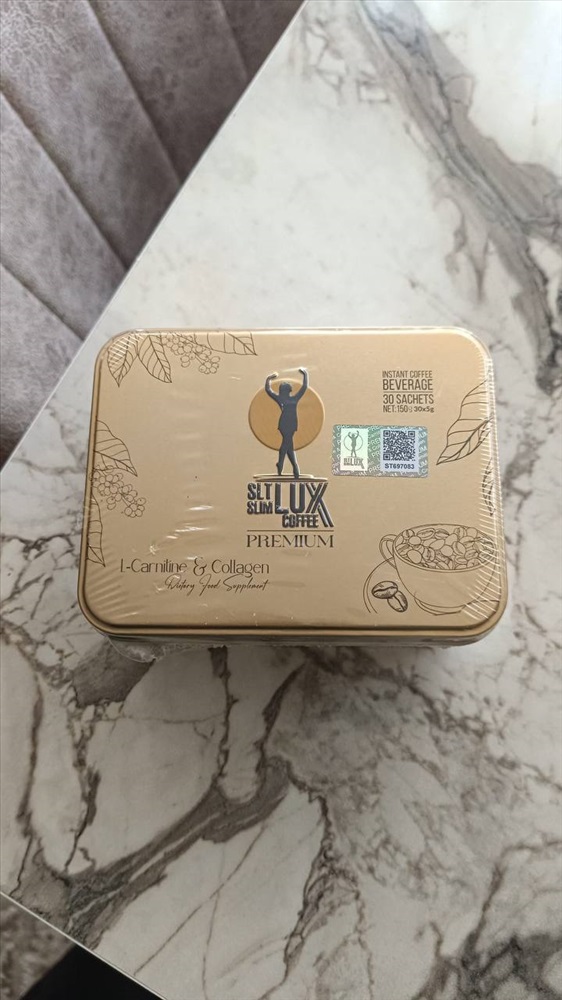 INSTANT COFFEE
BEVERAGE
30 SACHETS
NET:150g 30x5g
ST697083
SLT
SLIM
LUX
COFFEE
PREMIUM
L-Carnitine & Collagen
Dietary Food Supplement